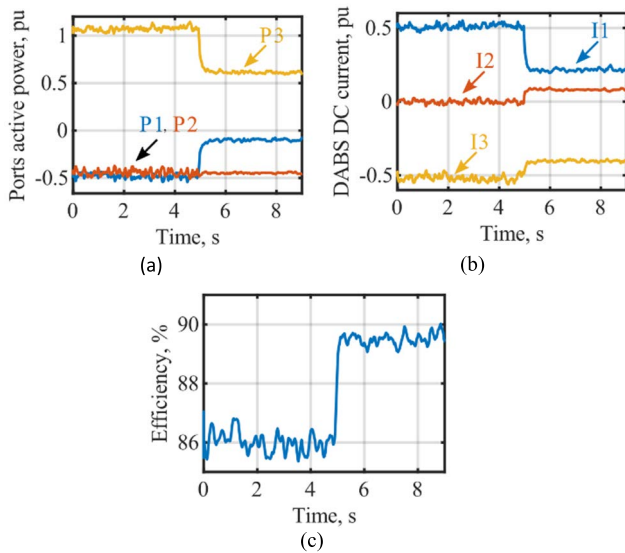 Ports active power, pu
1
0.5
0
-0.5
P3
P1, P2
0 2 4 6 8
Time, s
(a)
DABS DC current, pu
0.5
0
-0.5
I1
I2
I3
0 2 4 6 8
Time, s
(b)
Efficiency, %
90
88
86
0 2 4 6 8
Time, s
(c)